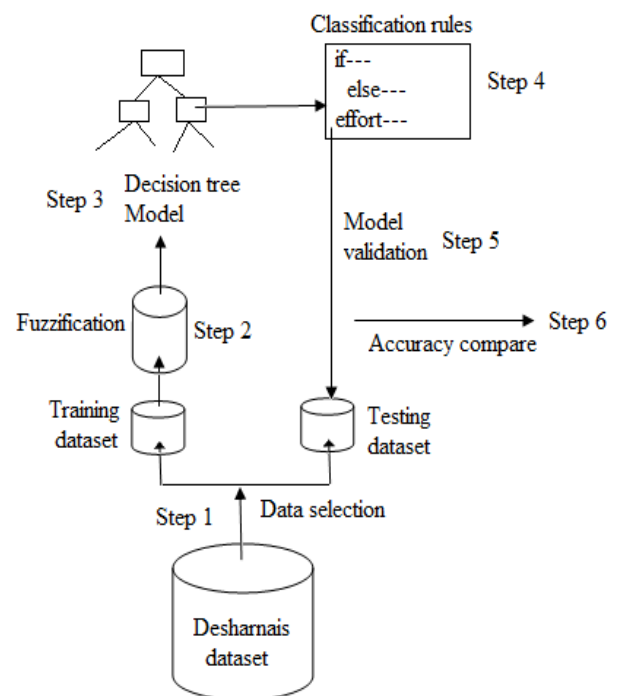 Classification rules
if---
else---
effort---
Step 4
Step 3
Decision tree
Model
Model
validation
Step 5
Fuzzification
Step 2
Step 6
Accuracy compare
Training
dataset
Testing
dataset
Step 1
Data selection
Desharnais
dataset